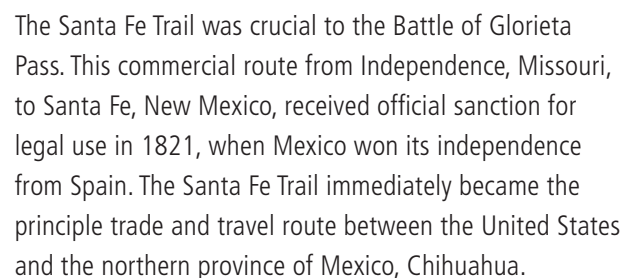 The Santa Fe Trail was crucial to the Battle of Glorieta
Pass. This commercial route from Independence, Missouri,
to Santa Fe, New Mexico, received official sanction for
legal use in 1821, when Mexico won its independence
from Spain. The Santa Fe Trail immediately became the
principle trade and travel route between the United States
and the northern province of Mexico, Chihuahua.